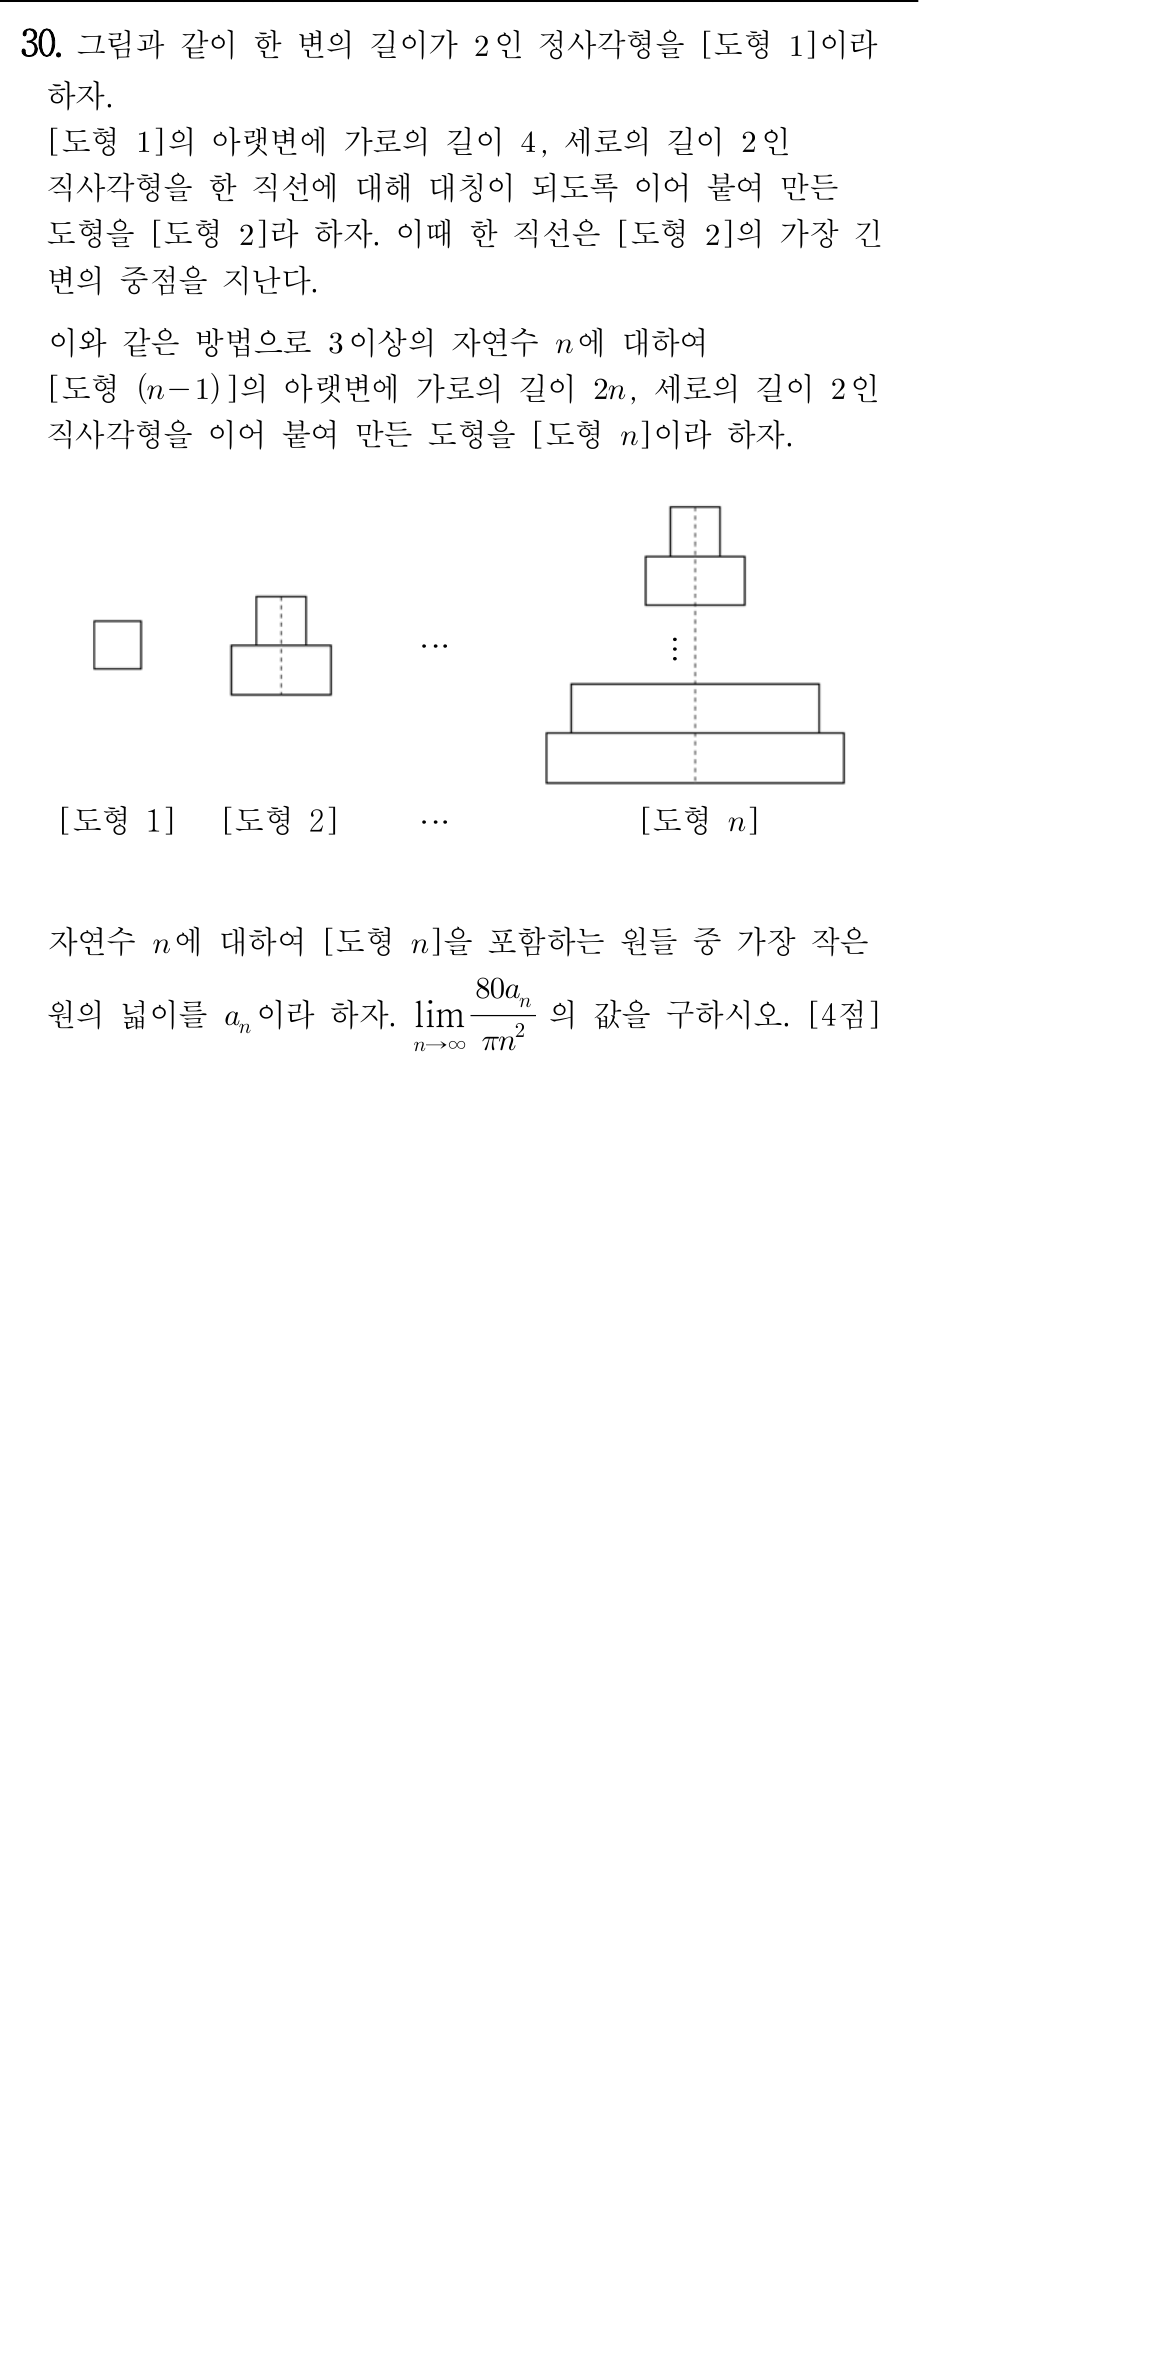 30. 그림과 같이 한 변의 길이가 2인 정사각형을 [도형 1]이라
하자.
[도형 1]의 아랫변에 가로의 길이 4, 세로의 길이 2인
직사각형을 한 직선에 대해 대칭이 되도록 이어 붙여 만든
도형을 [도형 2]라 하자. 이때 한 직선은 [도형 2]의 가장 긴
변의 중점을 지난다.
이와 같은 방법으로 3이상의 자연수 n에 대하여
[도형 (n-1)]의 아랫변에 가로의 길이 2n, 세로의 길이 2인
직사각형을 이어 붙여 만든 도형을 [도형 n]이라 하자.
… ⋮
[도형 1] [도형 2] … [도형 n]
자연수 n에 대하여 [도형 n]을 포함하는 원들 중 가장 작은
원의 넓이를 aₙ이라 하자. lim n→∞ 80aₙ/πn² 의 값을 구하시오. [4점]